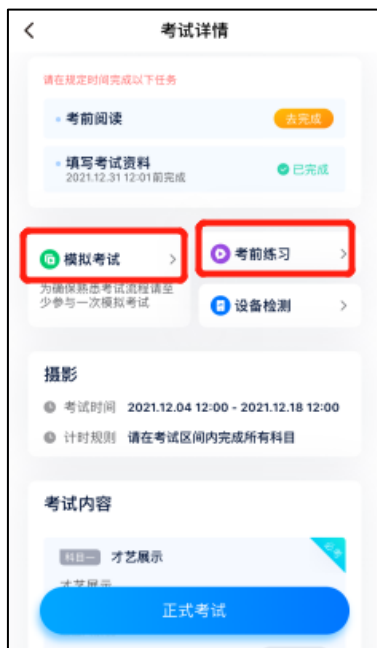 考试详情
请在规定时间完成以下任务
考前阅读
去完成
填写考试资料
2021.12.31 12:01前完成
已完成
模拟考试
考前练习
为确保熟悉考试流程请至
少参与一次模拟考试
设备检测
摄影
考试时间 2021.12.04 12:00 - 2021.12.18 12:00
计时规则 请在考试区间内完成所有科目
考试内容
科目一 才艺展示
才艺展示
正式考试